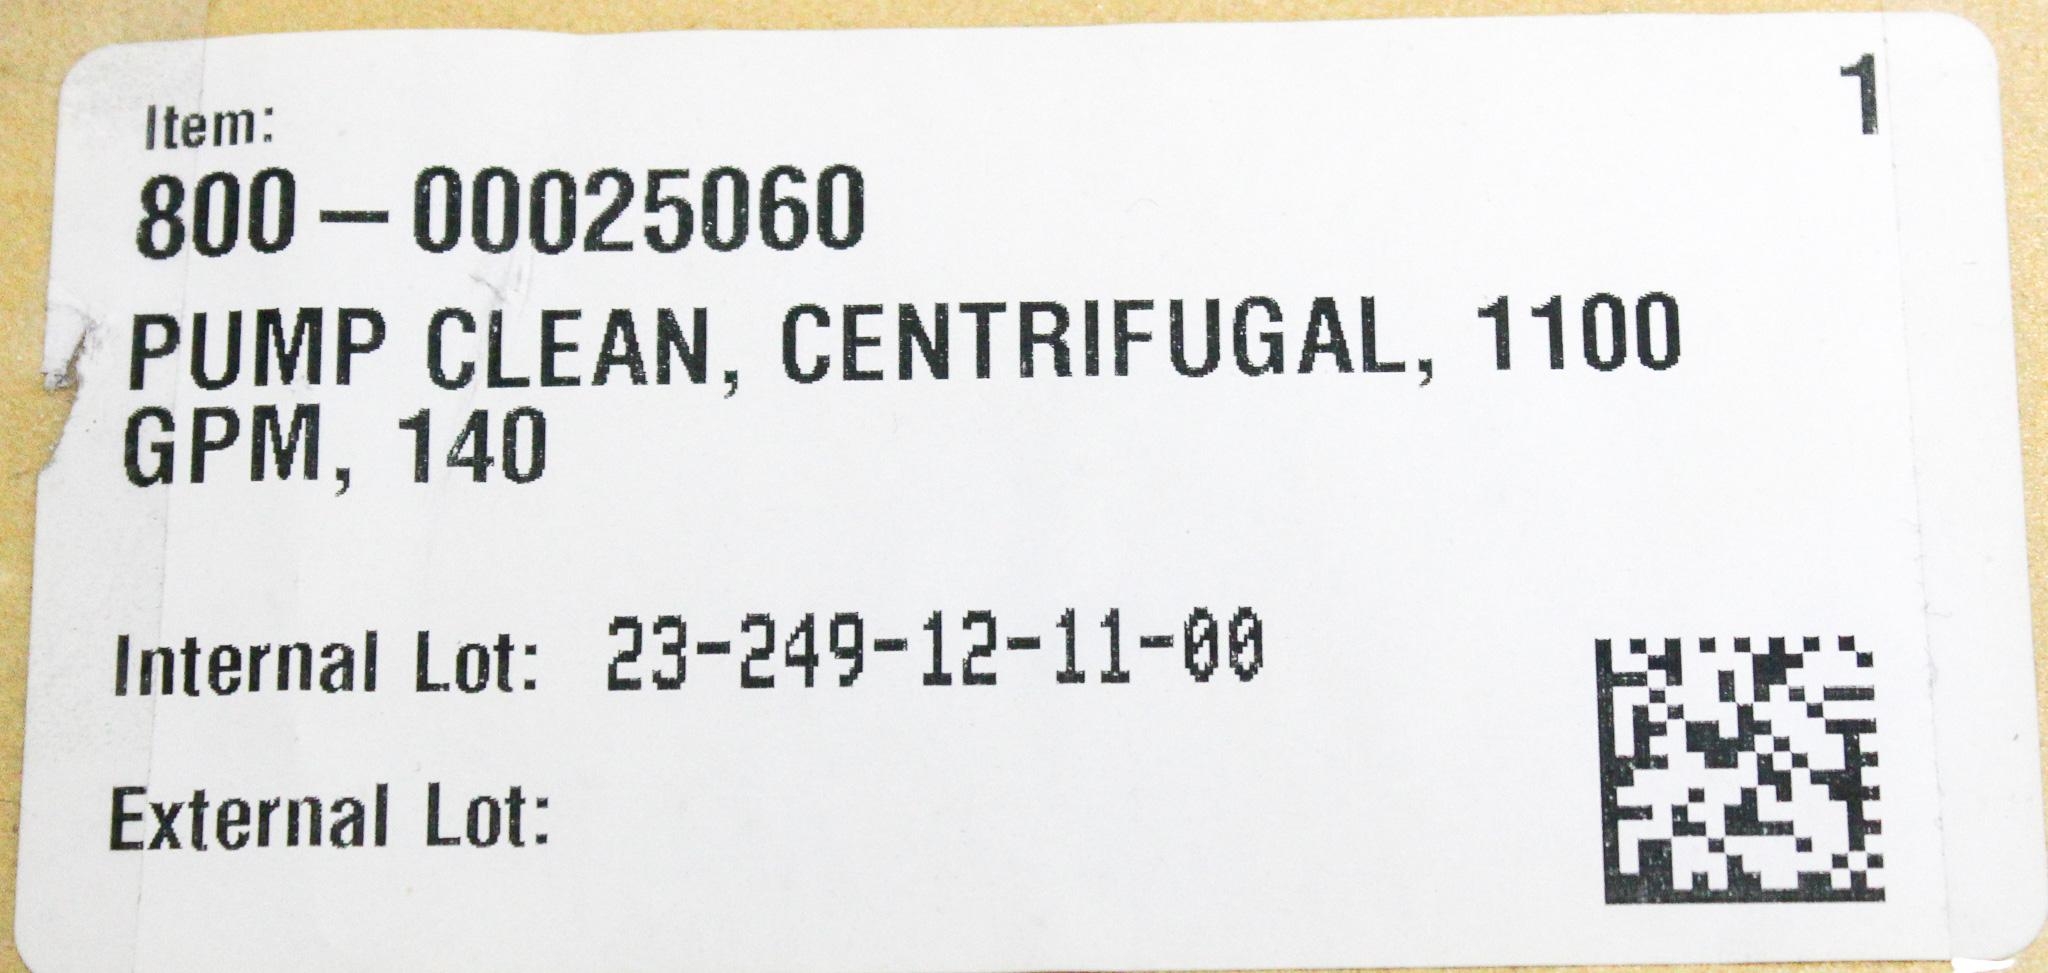 1
Item:
800-00025060
PUMP CLEAN, CENTRIFUGAL, 1100
GPM, 140
Internal Lot: 23-249-12-11-00
External Lot: